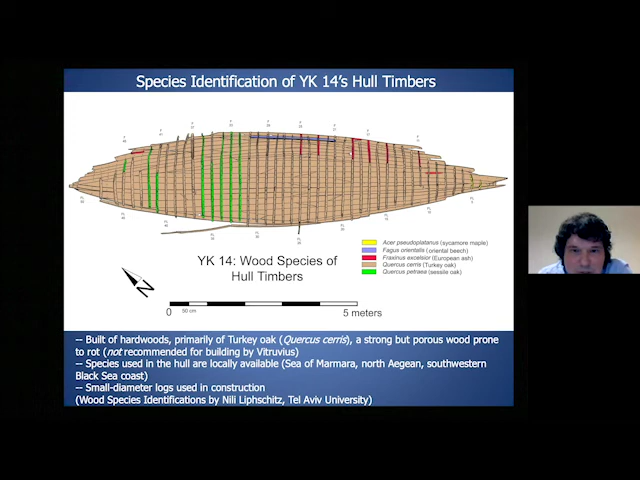 Species Identification of YK 14's Hull Timbers
Acer pseudoplatanus (sycamore maple)
Fagus orientalis (oriental beech)
Fraxinus excelsior (European ash)
Quercus cerris (Turkey oak)
Quercus petraea (sessile oak)
YK 14: Wood Species of
Hull Timbers
N
0 50 cm 5 meters
-- Built of hardwoods, primarily of Turkey oak (Quercus cerris), a strong but porous wood prone
to rot (not recommended for building by Vitruvius)
-- Species used in the hull are locally available (Sea of Marmara, north Aegean, southwestern
Black Sea coast)
-- Small-diameter logs used in construction
(Wood Species Identifications by Nili Liphschitz, Tel Aviv University)